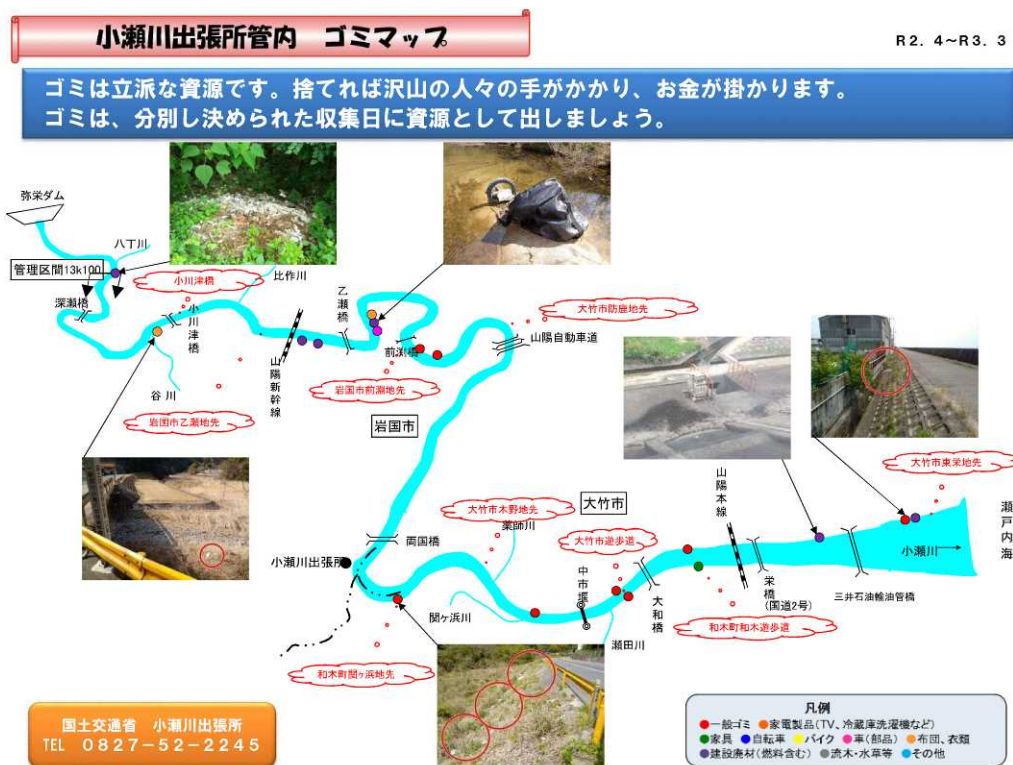 小瀬川出張所管内 ゴミマップ
R2.4~R3.3
ゴミは立派な資源です。捨てれば沢山の人々の手がかかり、お金が掛かります。
ゴミは、分別し決められた収集日に資源として出しましょう。
弥栄ダム
八丁川
管理区間13k100
深瀬橋
小川津橋
小川津橋
比作川
谷川
岩国市乙瀬地先
山陽新幹線
乙瀬橋
前渕橋
岩国市前淵地先
大竹市防鹿地先
山陽自動車道
岩国市
両国橋
小瀬川出張所
大竹市木野地先
薬師川
大竹市
大竹市遊歩道
中市堰
関ヶ浜川
瀬田川
大和橋
和木町関ヶ浜地先
和木町和木遊歩道
山陽本線
栄橋
(国道2号)
三井石油輸油管橋
大竹市東栄地先
小瀬川
瀬戸内海
国土交通省 小瀬川出張所
TEL 0827-52-2245
凡例
一般ゴミ 家電製品(TV、冷蔵庫洗濯機など)
家具 自転車 バイク 車(部品) 布団、衣類
建設廃材(燃料含む) 流木・水草等 その他